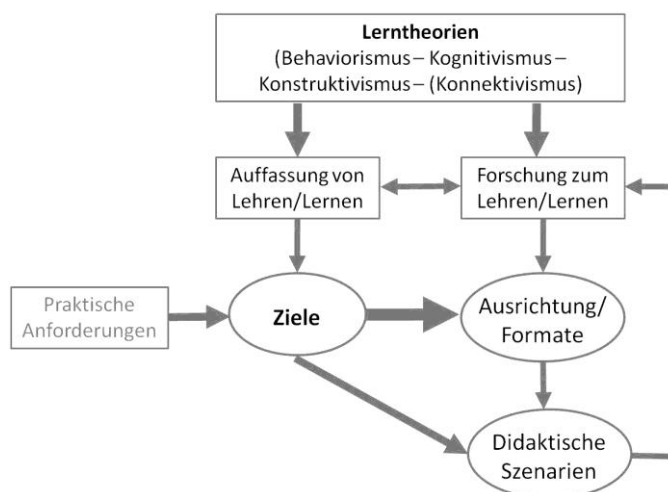 Lerntheorien
(Behaviorismus – Kognitivismus –
Konstruktivismus – (Konnektivismus)
Auffassung von
Lehren/Lernen
Forschung zum
Lehren/Lernen
Praktische
Anforderungen
Ziele
Ausrichtung/
Formate
Didaktische
Szenarien